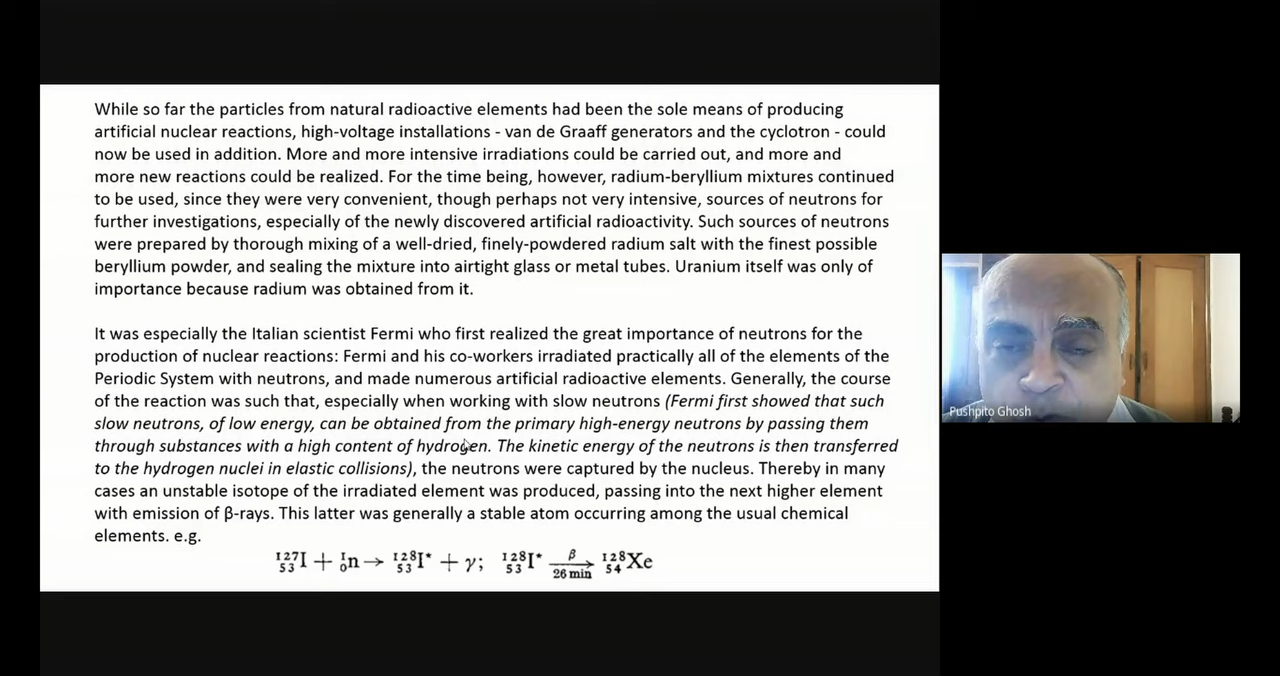 While so far the particles from natural radioactive elements had been the sole means of producing
artificial nuclear reactions, high-voltage installations - van de Graaff generators and the cyclotron - could
now be used in addition. More and more intensive irradiations could be carried out, and more and
more new reactions could be realized. For the time being, however, radium-beryllium mixtures continued
to be used, since they were very convenient, though perhaps not very intensive, sources of neutrons for
further investigations, especially of the newly discovered artificial radioactivity. Such sources of neutrons
were prepared by thorough mixing of a well-dried, finely-powdered radium salt with the finest possible
beryllium powder, and sealing the mixture into airtight glass or metal tubes. Uranium itself was only of
importance because radium was obtained from it.
It was especially the Italian scientist Fermi who first realized the great importance of neutrons for the
production of nuclear reactions: Fermi and his co-workers irradiated practically all of the elements of the
Periodic System with neutrons, and made numerous artificial radioactive elements. Generally, the course
of the reaction was such that, especially when working with slow neutrons (Fermi first showed that such
slow neutrons, of low energy, can be obtained from the primary high-energy neutrons by passing them
through substances with a high content of hydrogen. The kinetic energy of the neutrons is then transferred
to the hydrogen nuclei in elastic collisions), the neutrons were captured by the nucleus. Thereby in many
cases an unstable isotope of the irradiated element was produced, passing into the next higher element
with emission of β-rays. This latter was generally a stable atom occurring among the usual chemical
elements. e.g.
¹²⁷₅₃I + ¹₀n → ¹²⁸₅₃I* + γ; ¹²⁸₅₃I* β→26 min ¹²⁸₅₄Xe
Pushpito Ghosh